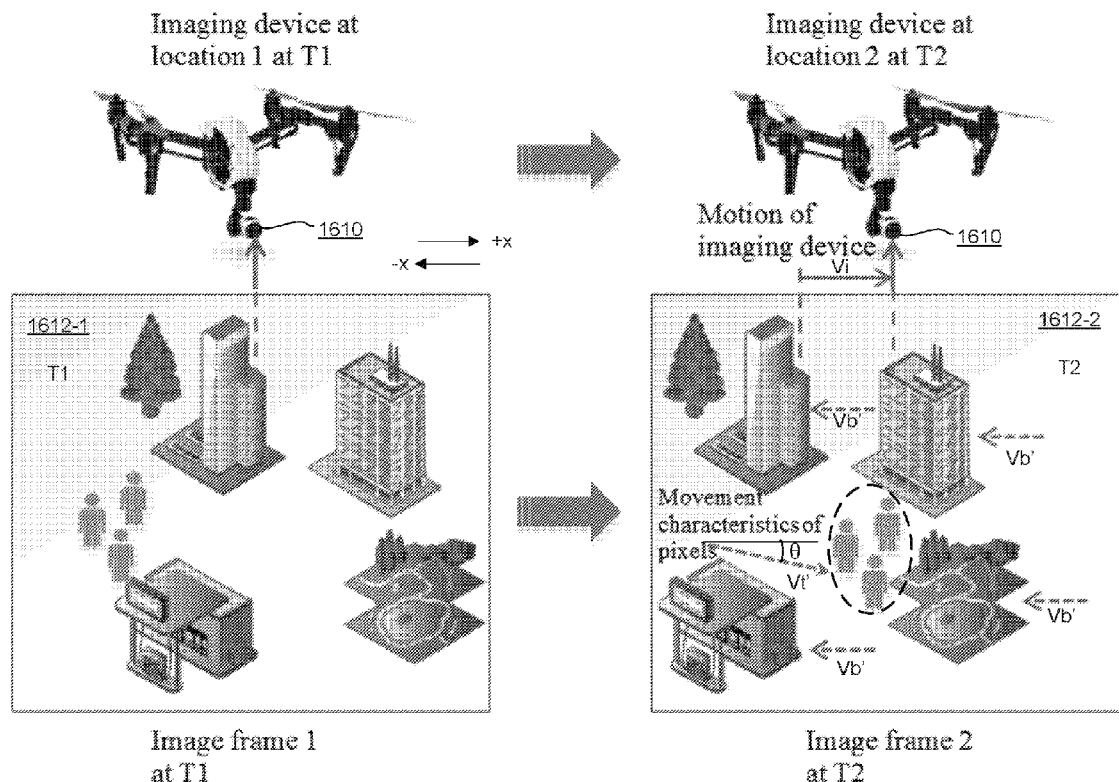 Imaging device at
location 1 at T1
Imaging device at
location 2 at T2
1610
+x
-x
Motion of
imaging device
1610
Vi
1612-1
T1
1612-2
T2
Vb'
Vb'
Movement
characteristics of
pixels
θ
Vt'
Vb'
Vb'
Image frame 1
at T1
Image frame 2
at T2